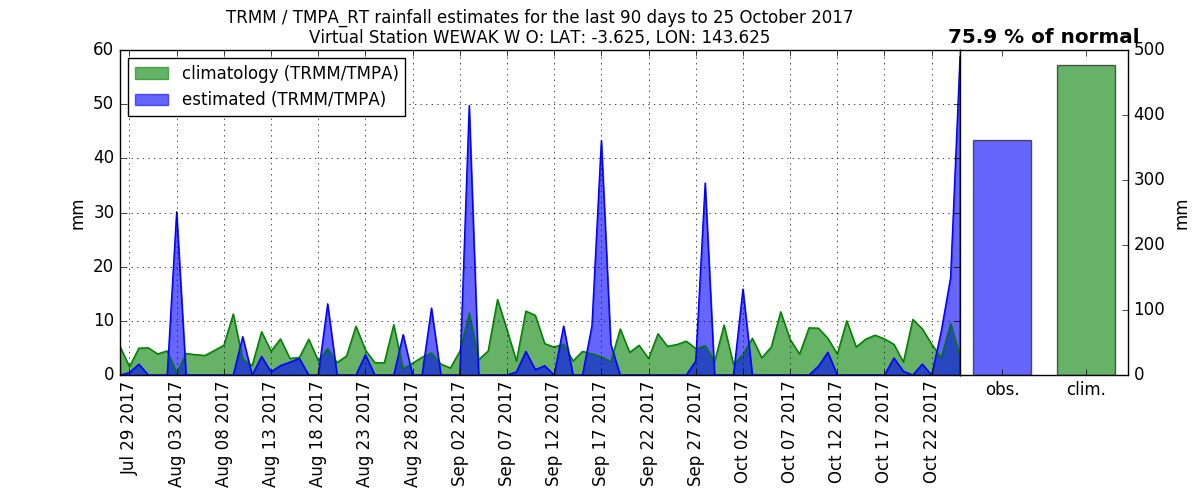 TRMM / TMPA_RT rainfall estimates for the last 90 days to 25 October 2017
Virtual Station WEWAK W O: LAT: -3.625, LON: 143.625
75.9 % of normal
climatology (TRMM/TMPA)
estimated (TRMM/TMPA)
60
50
40
30
20
10
0
mm
Jul 29 2017
Aug 03 2017
Aug 08 2017
Aug 13 2017
Aug 18 2017
Aug 23 2017
Aug 28 2017
Sep 02 2017
Sep 07 2017
Sep 12 2017
Sep 17 2017
Sep 22 2017
Sep 27 2017
Oct 02 2017
Oct 07 2017
Oct 12 2017
Oct 17 2017
Oct 22 2017
obs. clim.
500
400
300
200
100
0
mm